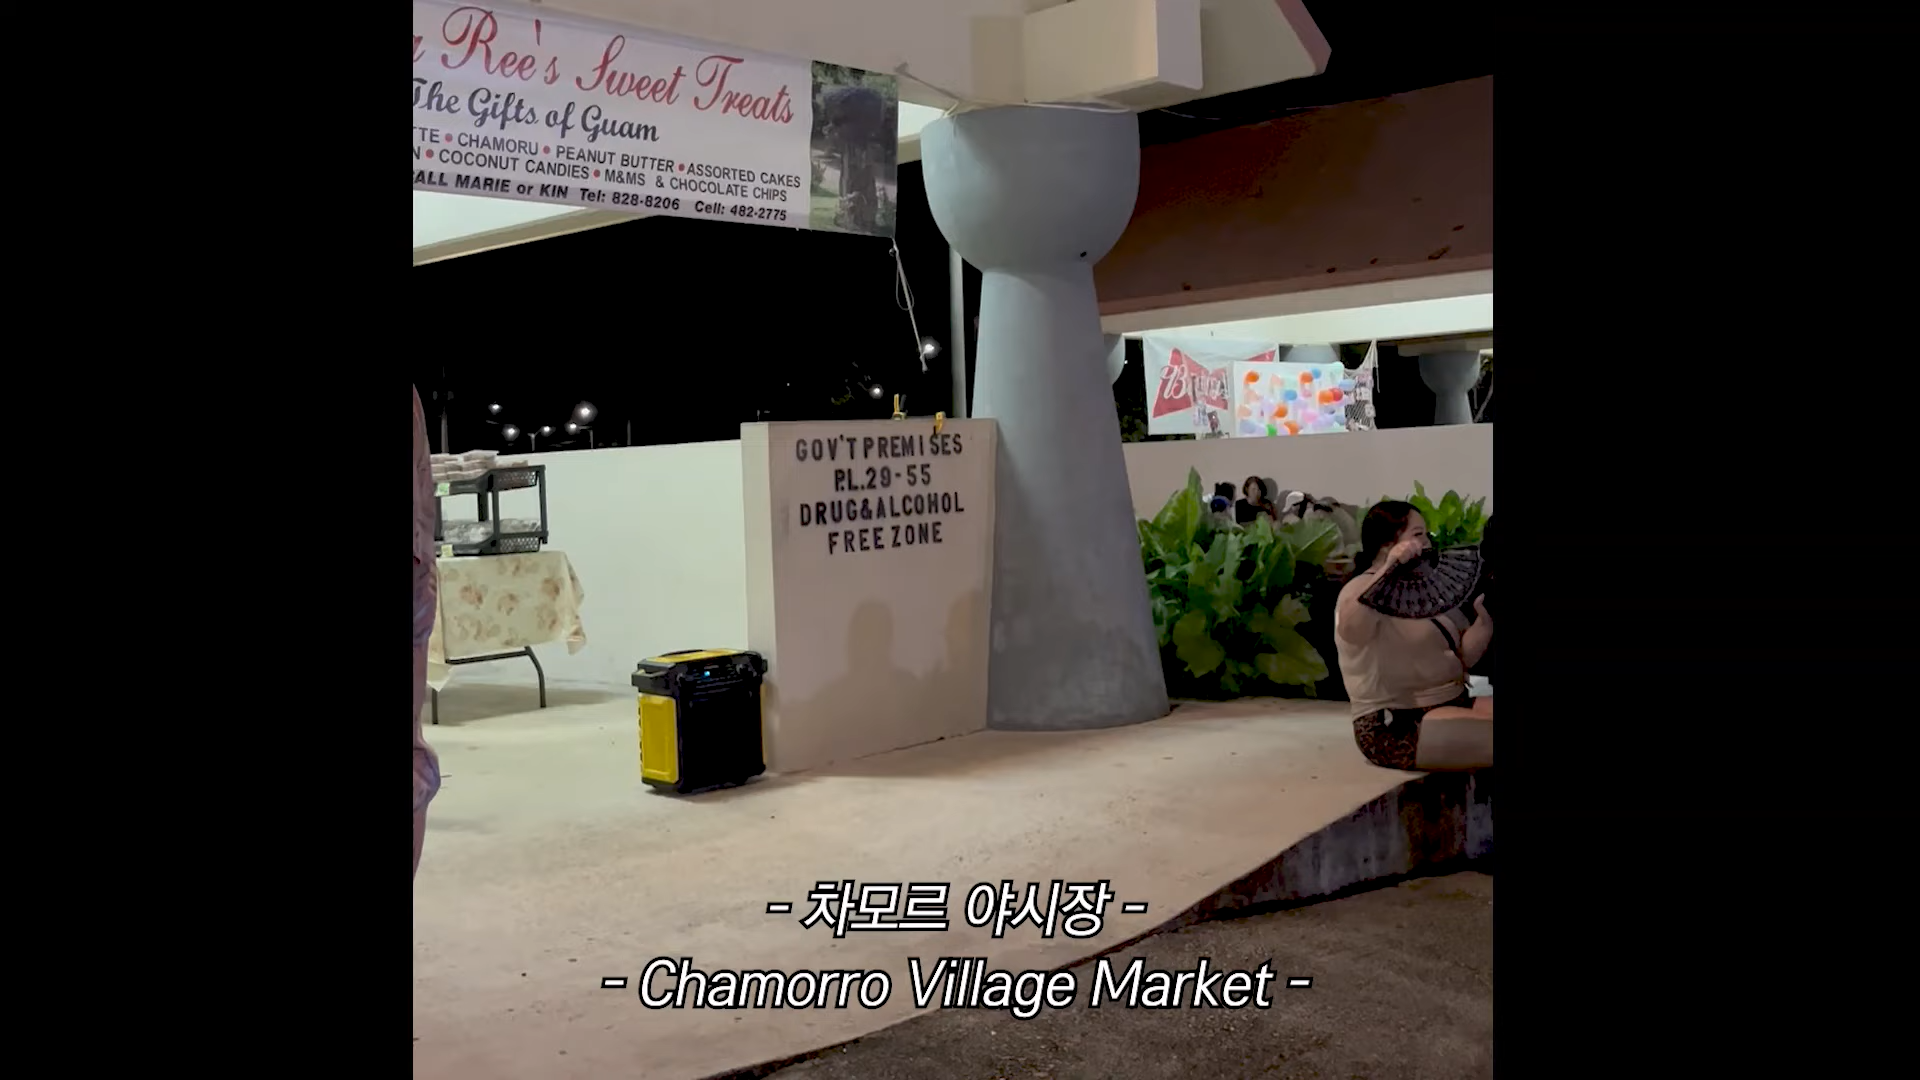 Ree's Sweet Treats
The Gifts of Guam
TTE • CHAMORU • PEANUT BUTTER • ASSORTED CAKES
N • COCONUT CANDIES • M&MS & CHOCOLATE CHIPS
CALL MARIE or KIN Tel: 828-8206 Cell: 482-2775
GOV'T PREMISES
P.L.29-55
DRUG&ALCOHOL
FREE ZONE
- 차모르 야시장 -
- Chamorro Village Market -